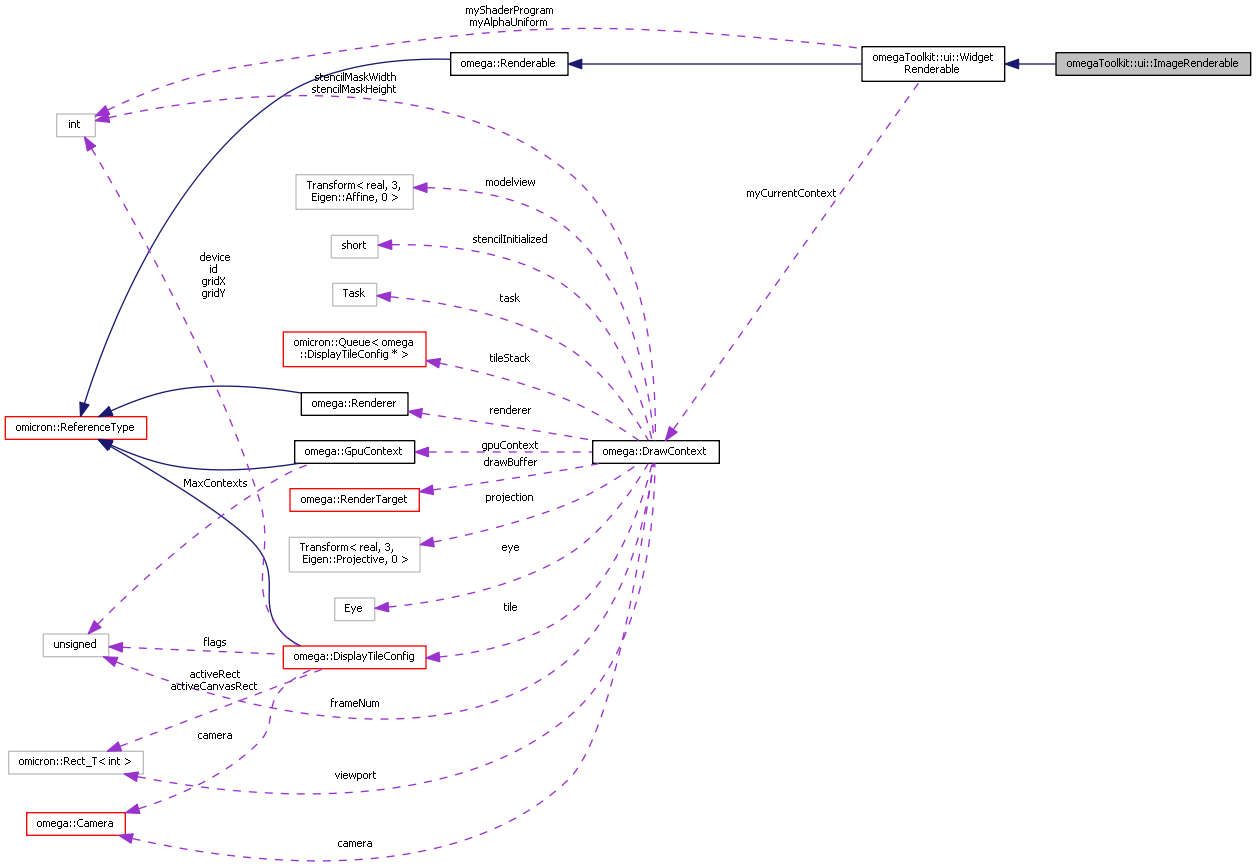 myShaderProgram
myAlphaUniform
omegaToolkit::ui::Widget
Renderable
omegaToolkit::ui::ImageRenderable
omega::Renderable
stencilMaskWidth
stencilMaskHeight
int
Transform< real, 3,
Eigen::Affine, 0 >
modelview
myCurrentContext
short
stencilInitialized
device
id
gridX
gridY
Task
task
omicron::Queue< omega
::DisplayTileConfig * >
tileStack
omega::Renderer
renderer
omicron::ReferenceType
omega::GpuContext
gpuContext
omega::DrawContext
drawBuffer
MaxContexts
omega::RenderTarget
projection
Transform< real, 3,
Eigen::Projective, 0 >
eye
Eye
tile
unsigned
flags
omega::DisplayTileConfig
activeRect
activeCanvasRect
frameNum
camera
omicron::Rect_T< int >
viewport
omega::Camera
camera